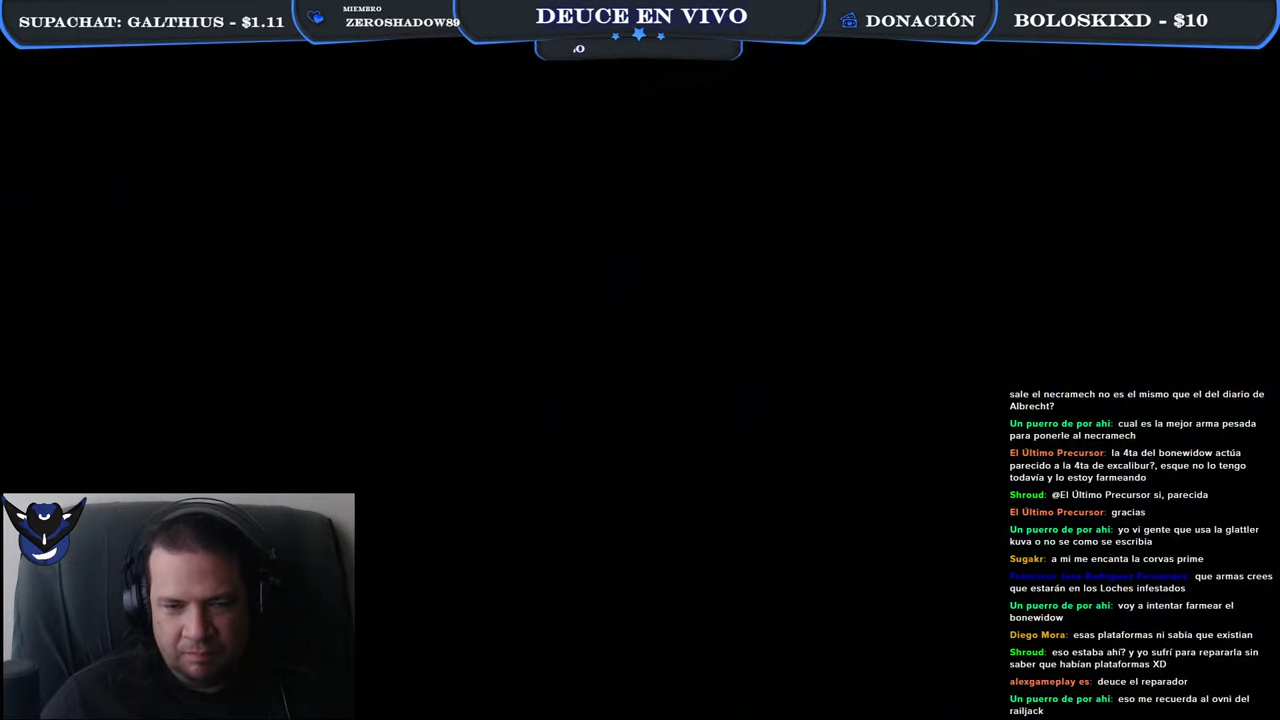 SUPACHAT: GALTHIUS - $1.11
MIEMBRO
ZEROSHADOW89
DEUCE EN VIVO
DONACIÓN
BOLOSKIXD - $10
sale el necramech no es el mismo que el del diario de
Albrecht?
Un puerro de por ahi: cual es la mejor arma pesada
para ponerle al necramech
El Último Precursor: la 4ta del bonewidow actúa
parecido a la 4ta de excalibur?, esque no lo tengo
todavía y lo estoy farmeando
Shroud: @El Último Precursor si, parecida
El Último Precursor: gracias
Un puerro de por ahi: yo vi gente que usa la glattler
kuva o no se como se escribia
Sugakr: a mi me encanta la corvas prime
Francisco Jose Rodriguez Fernandez: que armas crees
que estarán en los Loches infestados
Un puerro de por ahi: voy a intentar farmear el
bonewidow
Diego Mora: esas plataformas ni sabia que existian
Shroud: eso estaba ahí? y yo sufrí para repararla sin
saber que habían plataformas XD
alexgameplay es: deuce el reparador
Un puerro de por ahi: eso me recuerda al ovni del
railjack